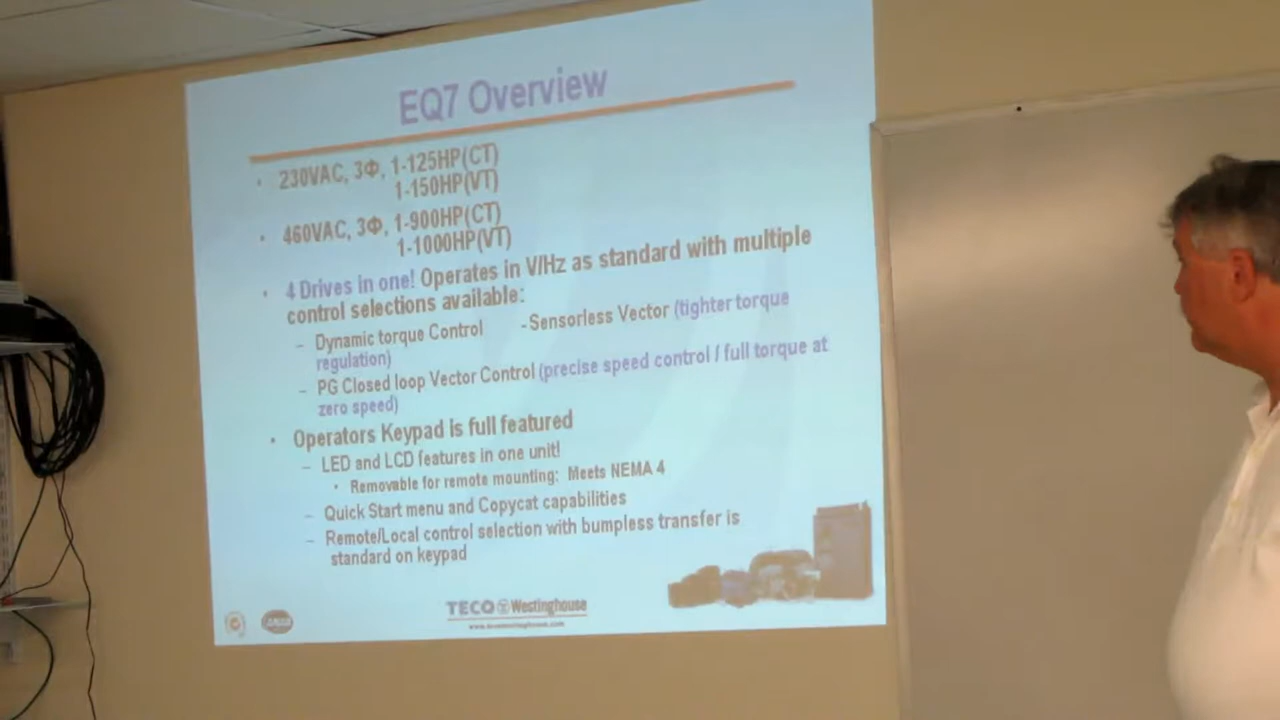 EQ7 Overview
• 230VAC, 3Φ, 1-125HP(CT)
1-150HP(VT)
• 460VAC, 3Φ, 1-900HP(CT)
1-1000HP(VT)
• 4 Drives in one! Operates in V/Hz as standard with multiple
control selections available:
– Dynamic torque Control -Sensorless Vector (tighter torque
regulation)
– PG Closed loop Vector Control (precise speed control / full torque at
zero speed)
• Operators Keypad is full featured
– LED and LCD features in one unit!
• Removable for remote mounting: Meets NEMA 4
– Quick Start menu and Copycat capabilities
– Remote/Local control selection with bumpless transfer is
standard on keypad
TECO Westinghouse
www.tecowestinghouse.com